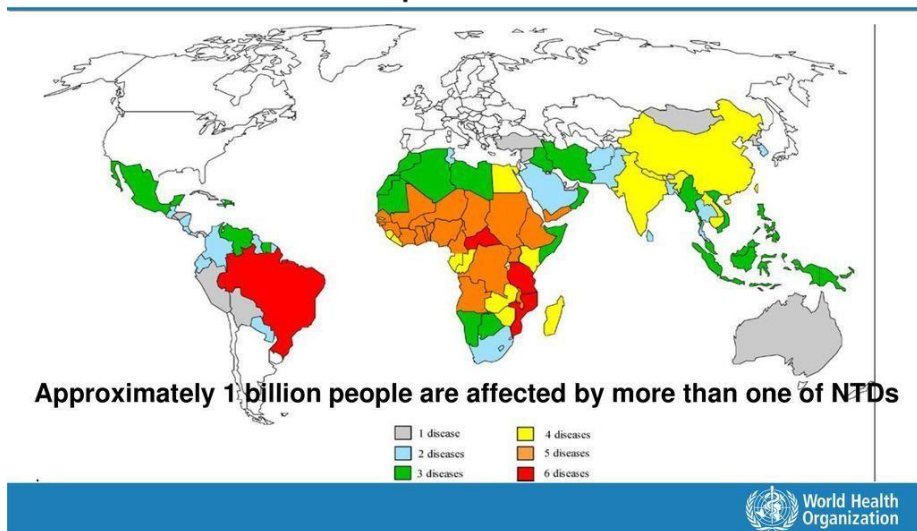 Approximately 1 billion people are affected by more than one of NTDs
1 disease
2 diseases
3 diseases
4 diseases
5 diseases
6 diseases
World Health
Organization